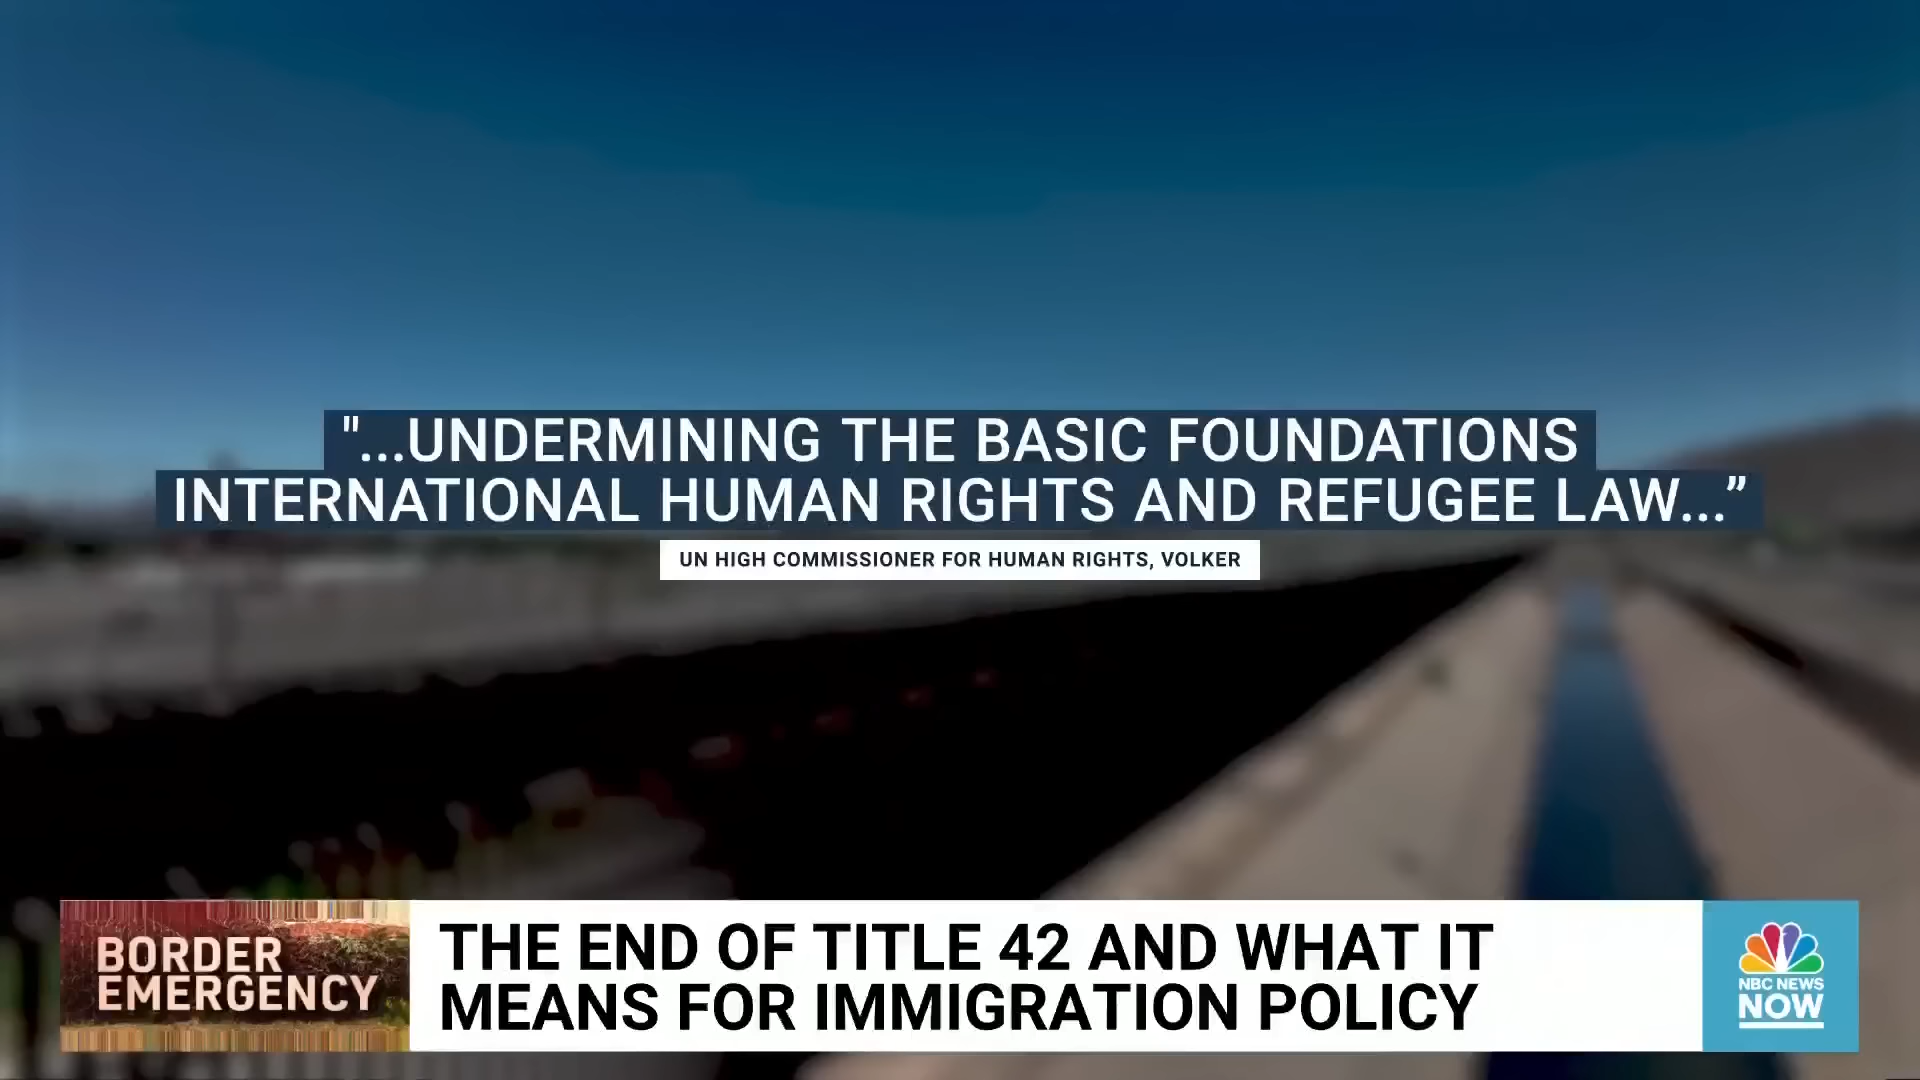 "...UNDERMINING THE BASIC FOUNDATIONS
INTERNATIONAL HUMAN RIGHTS AND REFUGEE LAW...”
UN HIGH COMMISSIONER FOR HUMAN RIGHTS, VOLKER
BORDER
EMERGENCY
THE END OF TITLE 42 AND WHAT IT
MEANS FOR IMMIGRATION POLICY
NBC NEWS
NOW